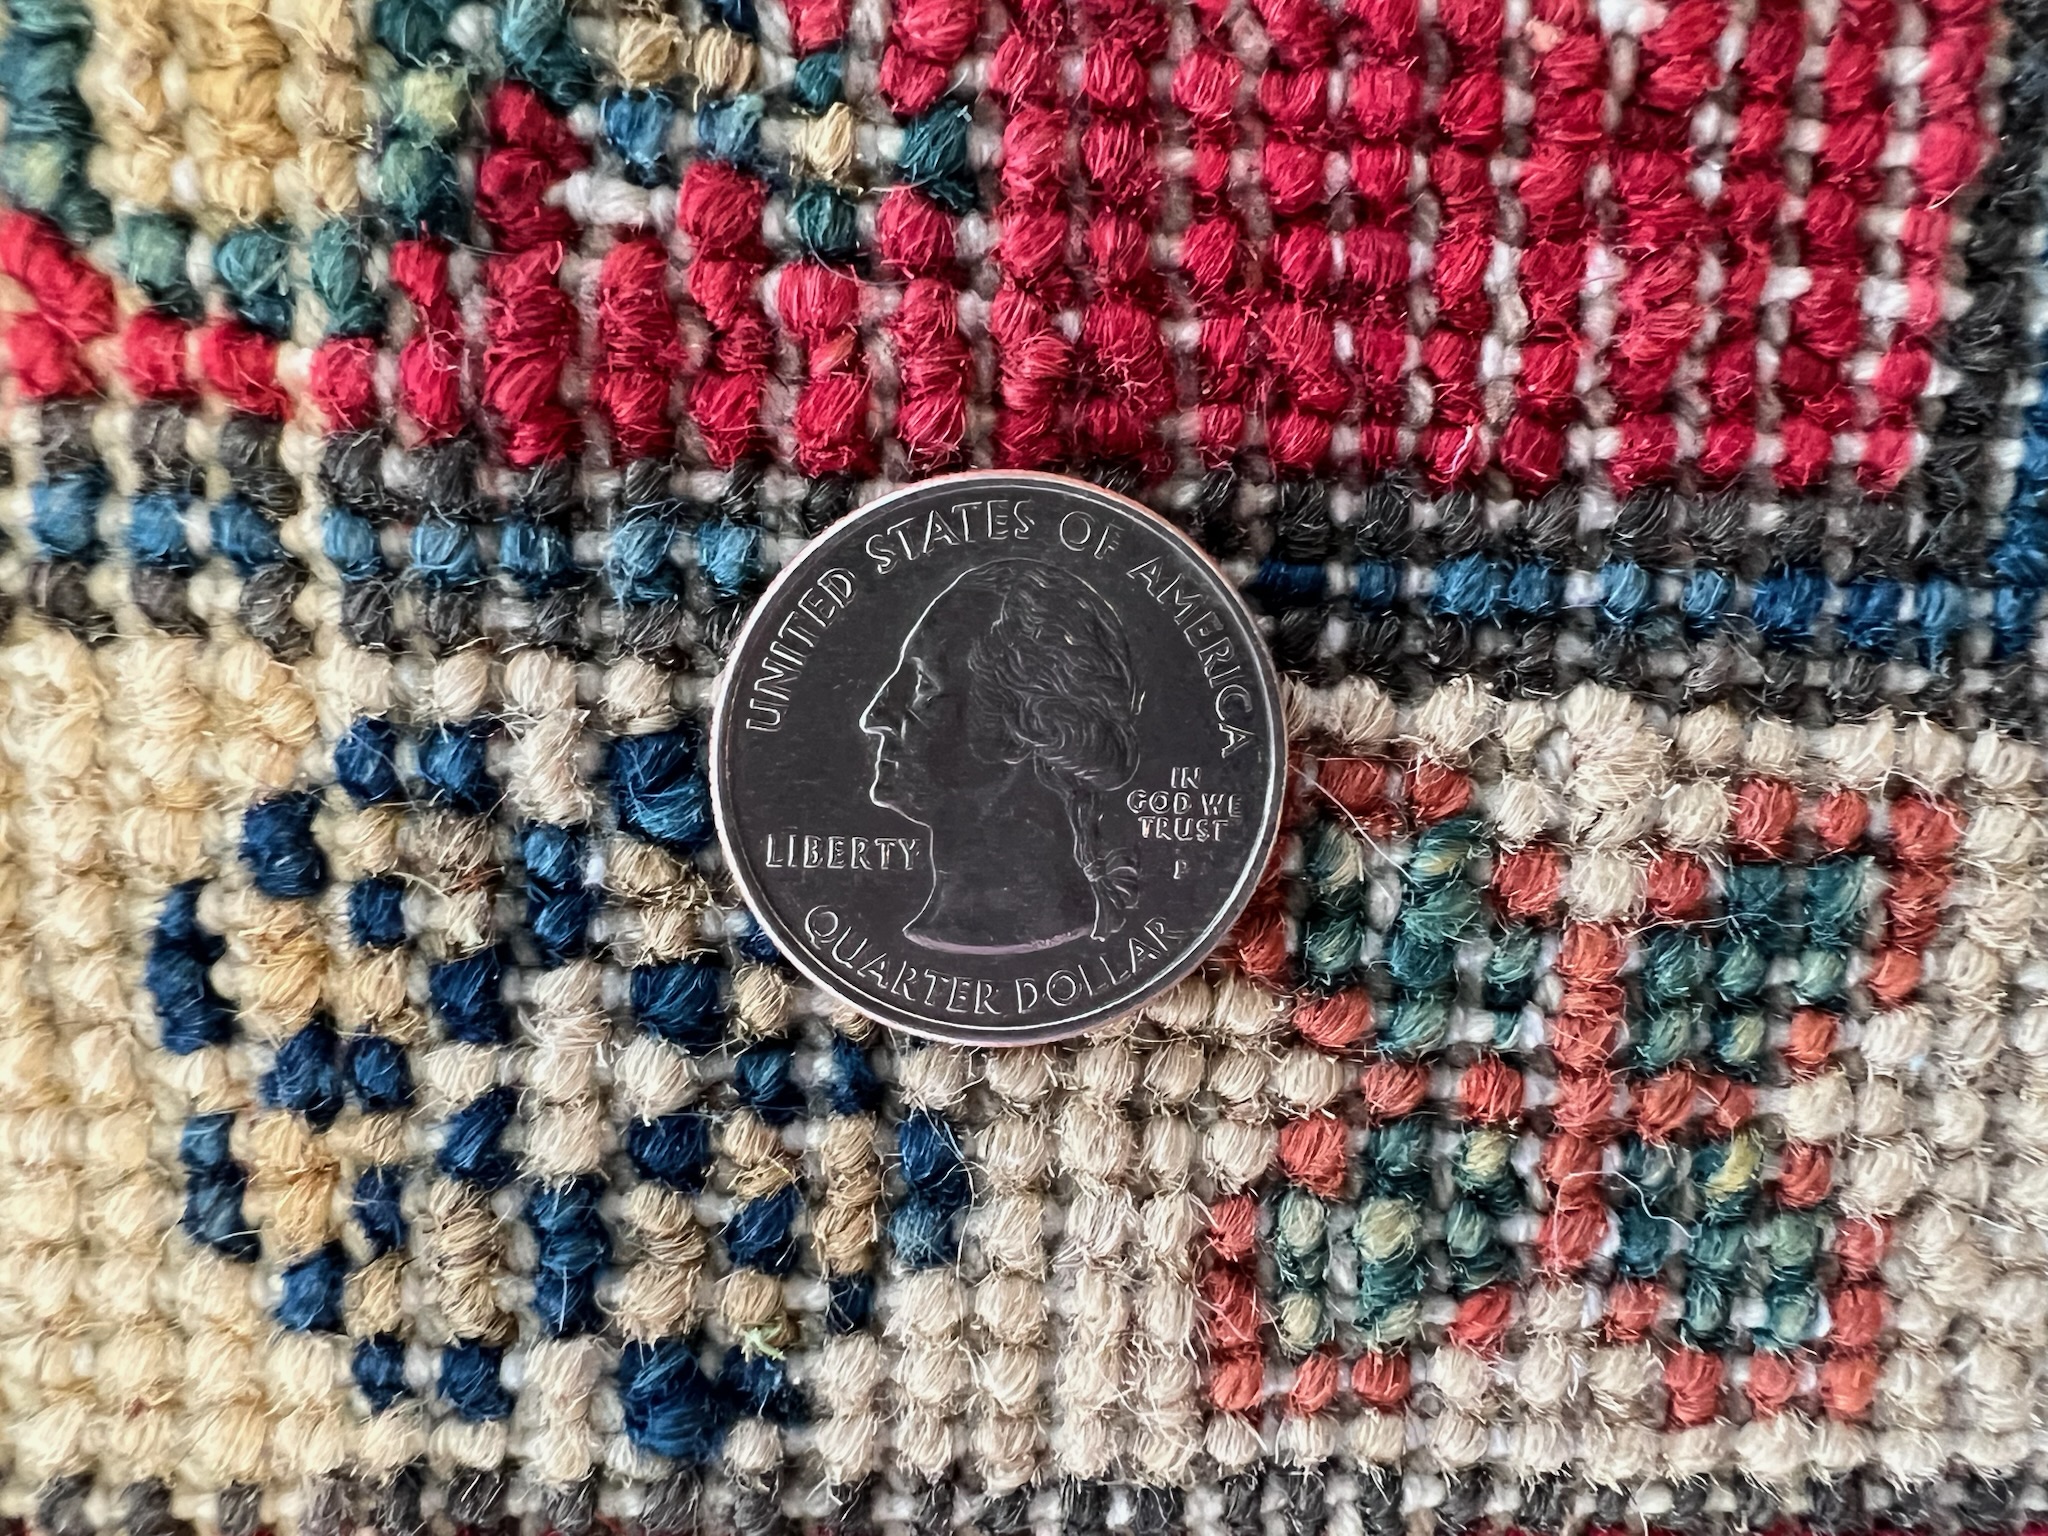 UNITED STATES OF AMERICA
LIBERTY
IN
GOD WE
TRUST
P
QUARTER DOLLAR